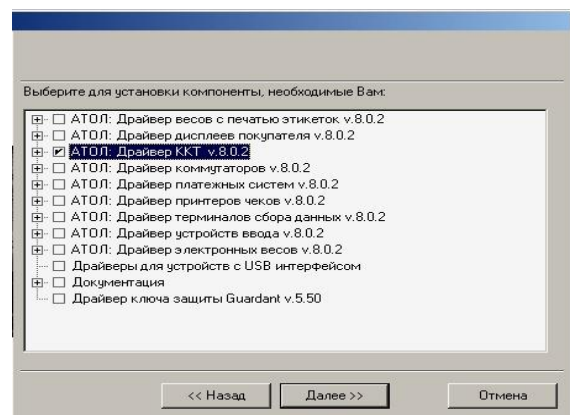 Выберите для установки компоненты, необходимые Вам:
АТОЛ: Драйвер весов с печатью этикеток v.8.0.2
АТОЛ: Драйвер дисплеев покупателя v.8.0.2
АТОЛ: Драйвер ККТ v.8.0.2
АТОЛ: Драйвер коммутаторов v.8.0.2
АТОЛ: Драйвер платежных систем v.8.0.2
АТОЛ: Драйвер принтеров чеков v.8.0.2
АТОЛ: Драйвер терминалов сбора данных v.8.0.2
АТОЛ: Драйвер устройств ввода v.8.0.2
АТОЛ: Драйвер электронных весов v.8.0.2
Драйверы для устройств с USB интерфейсом
Документация
Драйвер ключа защиты Guardant v.5.50
<< Назад Далее >> Отмена